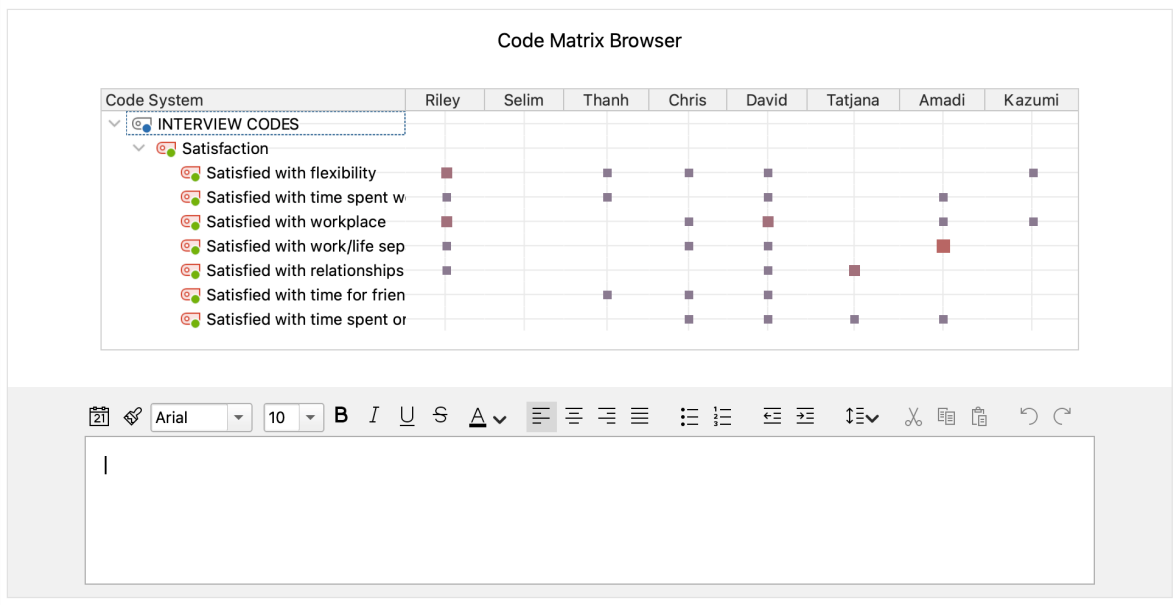 Code Matrix Browser
Code System Riley Selim Thanh Chris David Tatjana Amadi Kazumi
INTERVIEW CODES
Satisfaction
Satisfied with flexibility
Satisfied with time spent w
Satisfied with workplace
Satisfied with work/life sep
Satisfied with relationships
Satisfied with time for frien
Satisfied with time spent or
21 Arial 10 B I U S A